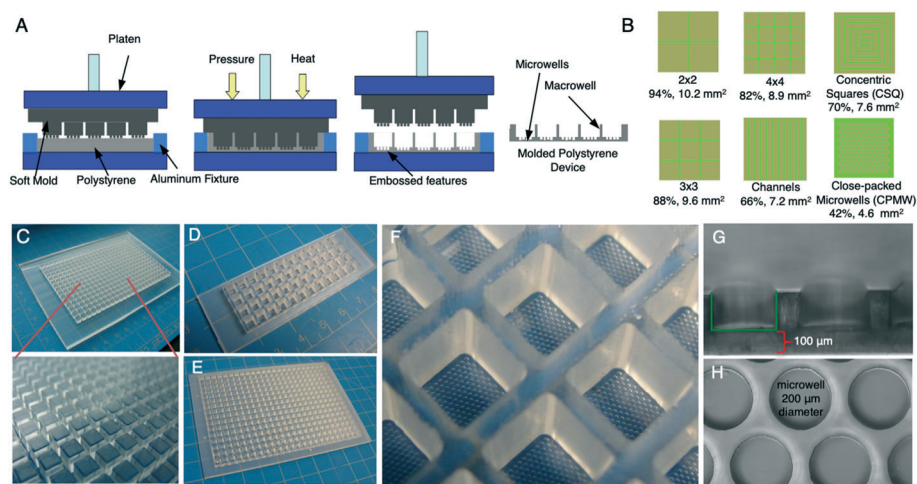 A
Platen
Pressure
Heat
Microwells
Macrowell
Soft Mold
Polystyrene
Aluminum Fixture
Embossed features
Molded Polystyrene
Device
B
2x2
94%, 10.2 mm²
4x4
82%, 8.9 mm²
Concentric
Squares (CSQ)
70%, 7.6 mm²
3x3
88%, 9.6 mm²
Channels
66%, 7.2 mm²
Close-packed
Microwells (CPMW)
42%, 4.6 mm²
C
D
E
F
G
100 µm
H
microwell
200 µm
diameter